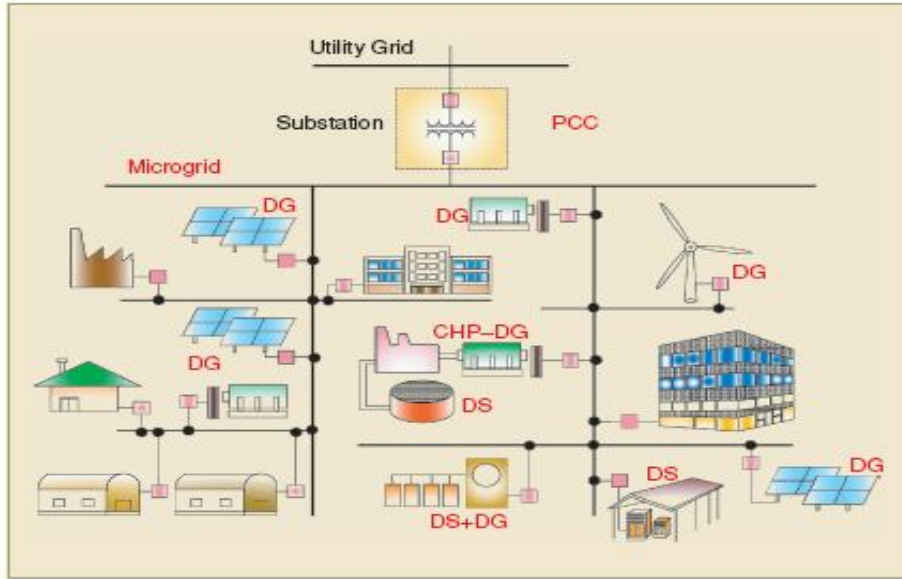 Utility Grid
Substation
PCC
Microgrid
DG
DG
DG
DG
CHP–DG
DS
DS+DG
DS
DG